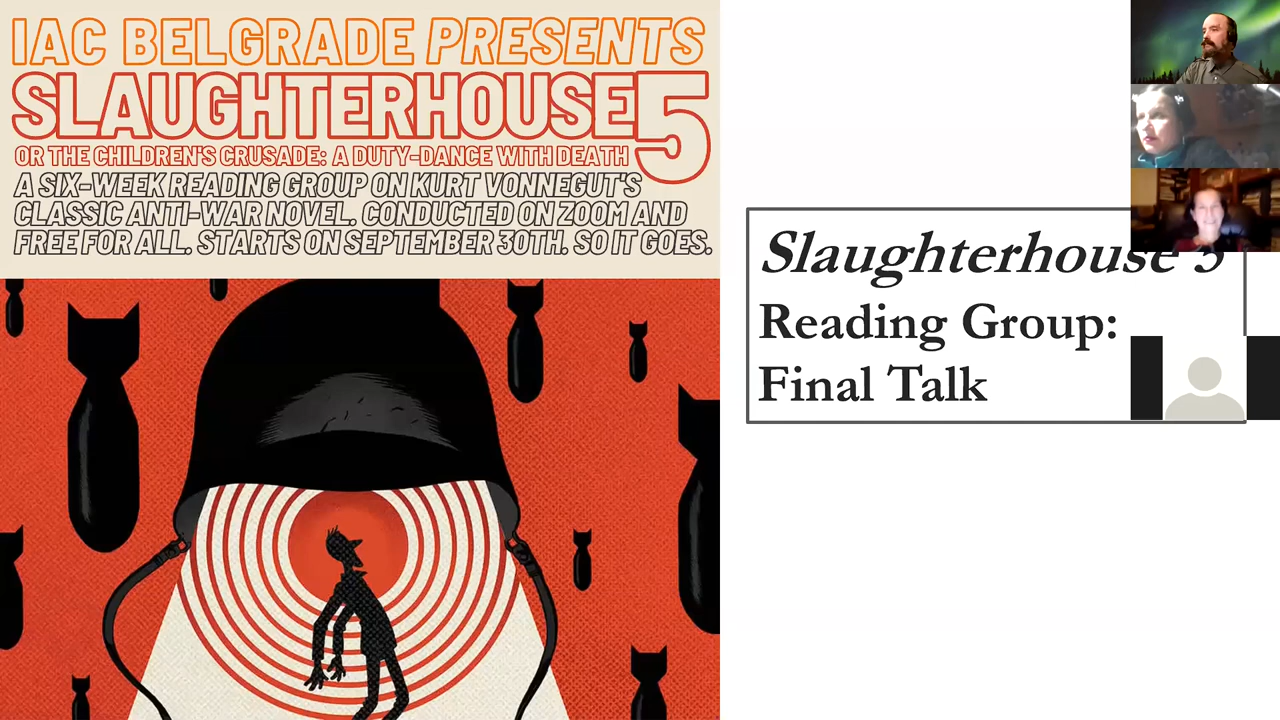 IAC BELGRADE PRESENTS
SLAUGHTERHOUSE 5
OR THE CHILDREN'S CRUSADE: A DUTY-DANCE WITH DEATH
A SIX-WEEK READING GROUP ON KURT VONNEGUT'S
CLASSIC ANTI-WAR NOVEL. CONDUCTED ON ZOOM AND
FREE FOR ALL. STARTS ON SEPTEMBER 30TH. SO IT GOES.
Slaughterhouse 5
Reading Group:
Final Talk